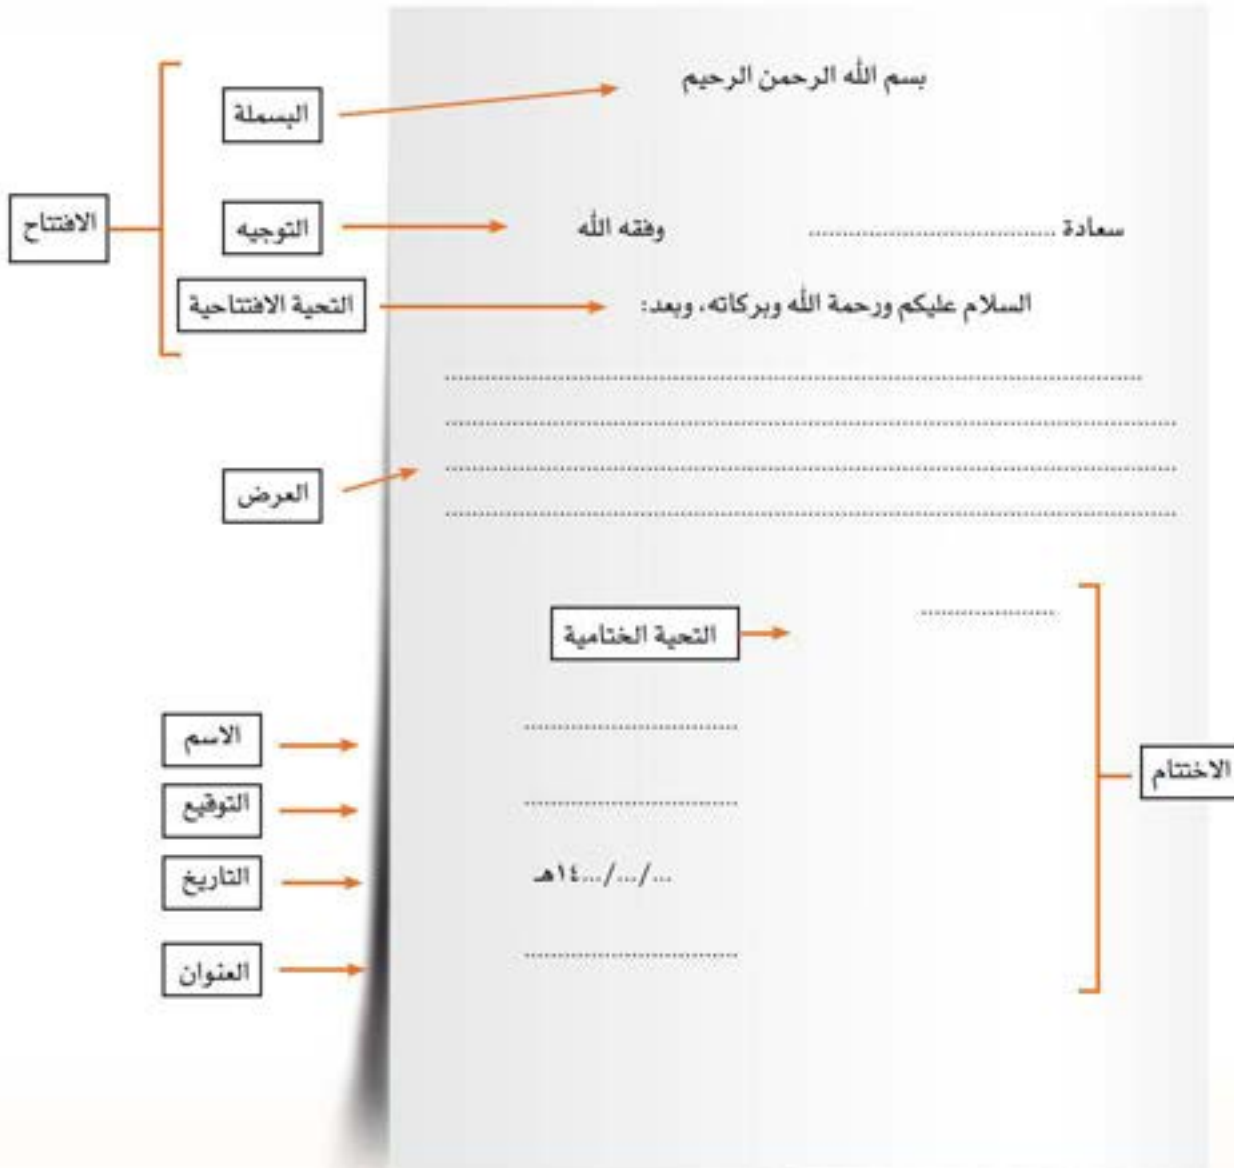 بسم الله الرحمن الرحيم
البسملة
الافتتاح
سعادة .................................. وفقه الله
التوجيه
السلام عليكم ورحمة الله وبركاته، وبعد:
التحية الافتتاحية
العرض
التحية الختامية
الاختتام
الاسم
التوقيع
.../.../...١٤هـ
التاريخ
العنوان